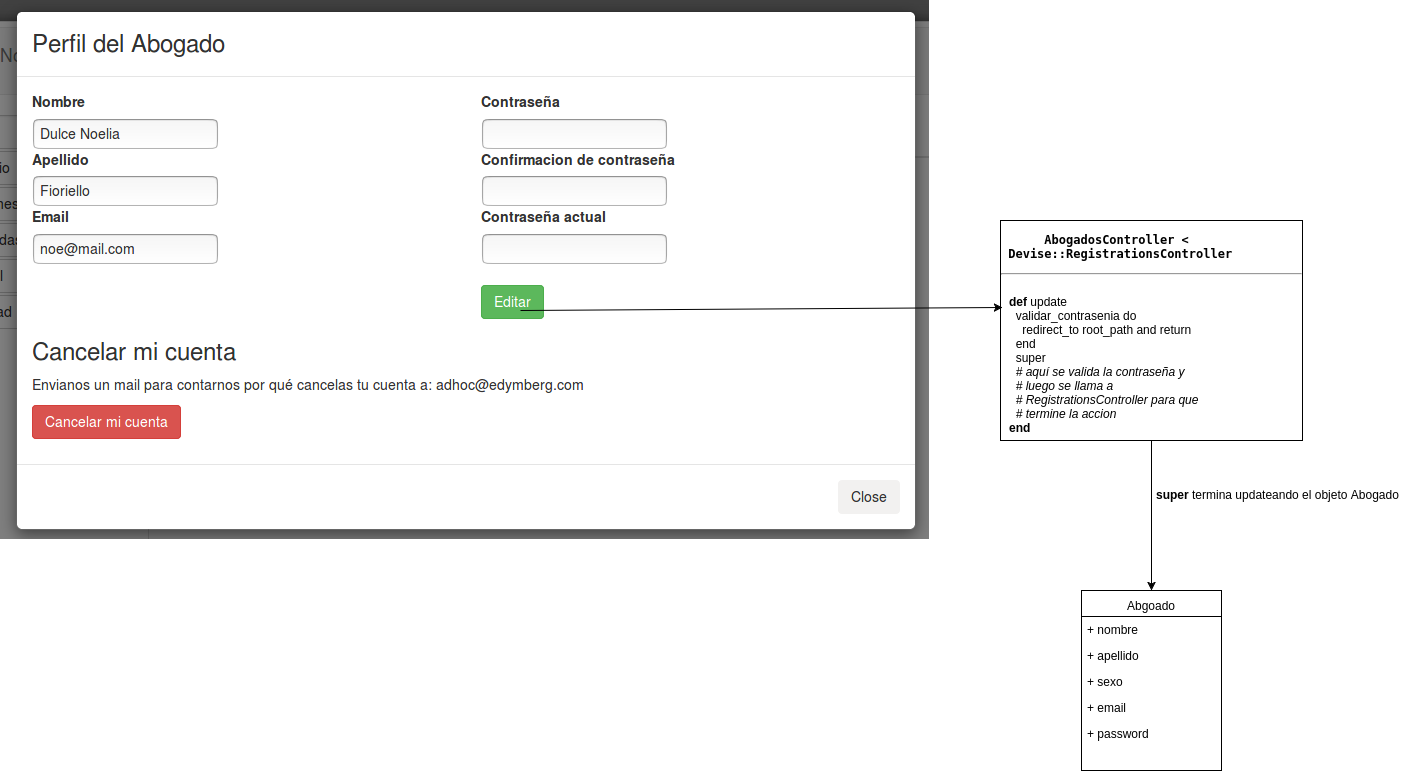 Perfil del Abogado
Nombre
Dulce Noelia
Apellido
Fioriello
Email
noe@mail.com
Contraseña
Confirmacion de contraseña
Contraseña actual
Editar
Cancelar mi cuenta
Envianos un mail para contarnos por qué cancelas tu cuenta a: adhoc@edymberg.com
Cancelar mi cuenta
Close
AbogadosController <
Devise::RegistrationsController
def update
validar_contrasenia do
redirect_to root_path and return
end
super
# aquí se valida la contraseña y
# luego se llama a
# RegistrationsController para que
# termine la accion
end
super termina updateando el objeto Abogado
Abgoado
+ nombre
+ apellido
+ sexo
+ email
+ password